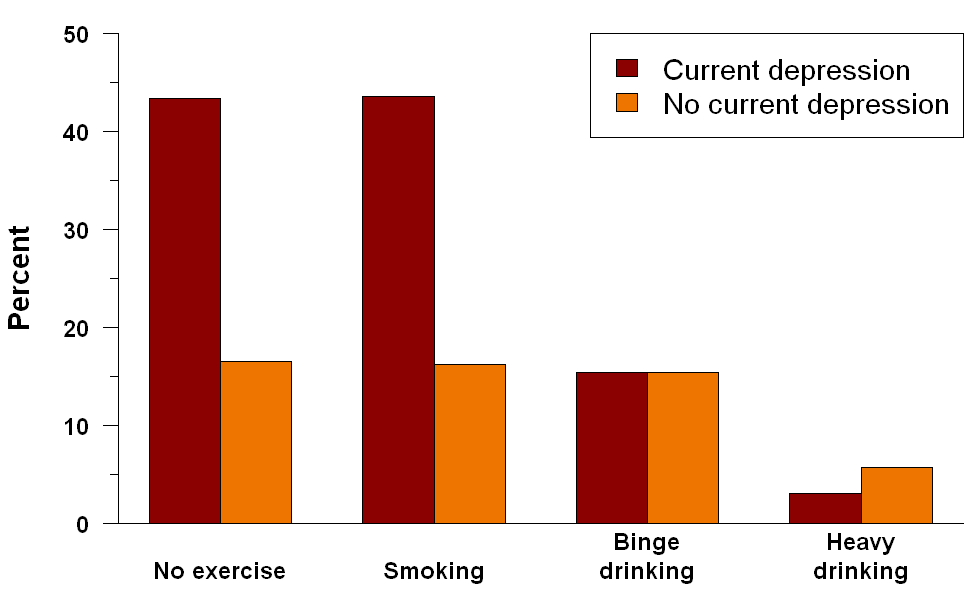 50
40
30
20
10
0
Percent
Current depression
No current depression
No exercise
Smoking
Binge
drinking
Heavy
drinking